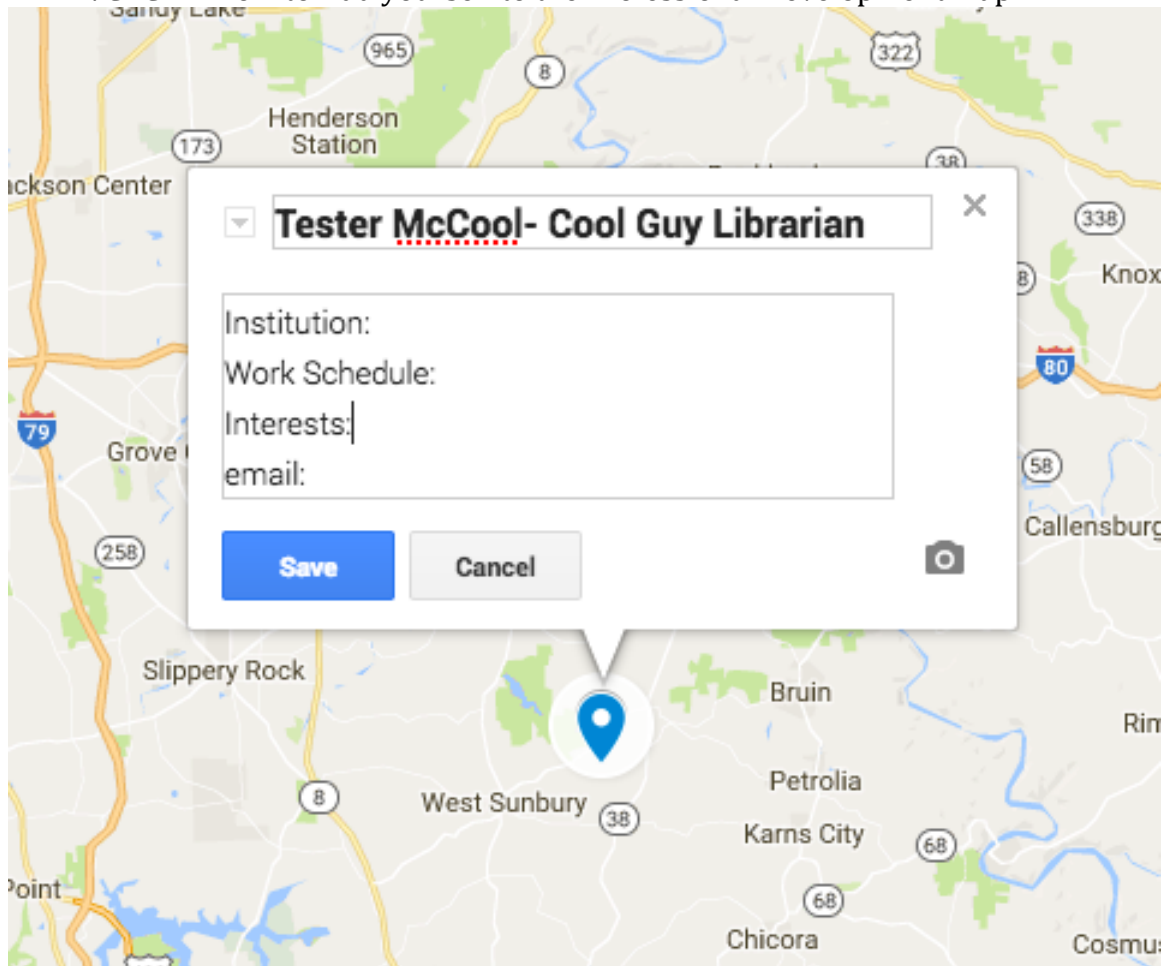 Sandy Lake
965
8
322
Henderson
Station
173
38
ckson Center
Tester McCool- Cool Guy Librarian
338
8
Knox
Institution:
Work Schedule:
80
Interests:
79
Grove
email:
58
Callensburg
258
Save
Cancel
Slippery Rock
Bruin
Rim
Petrolia
8
West Sunbury
38
Karns City
68
Point
68
Chicora
Cosmus